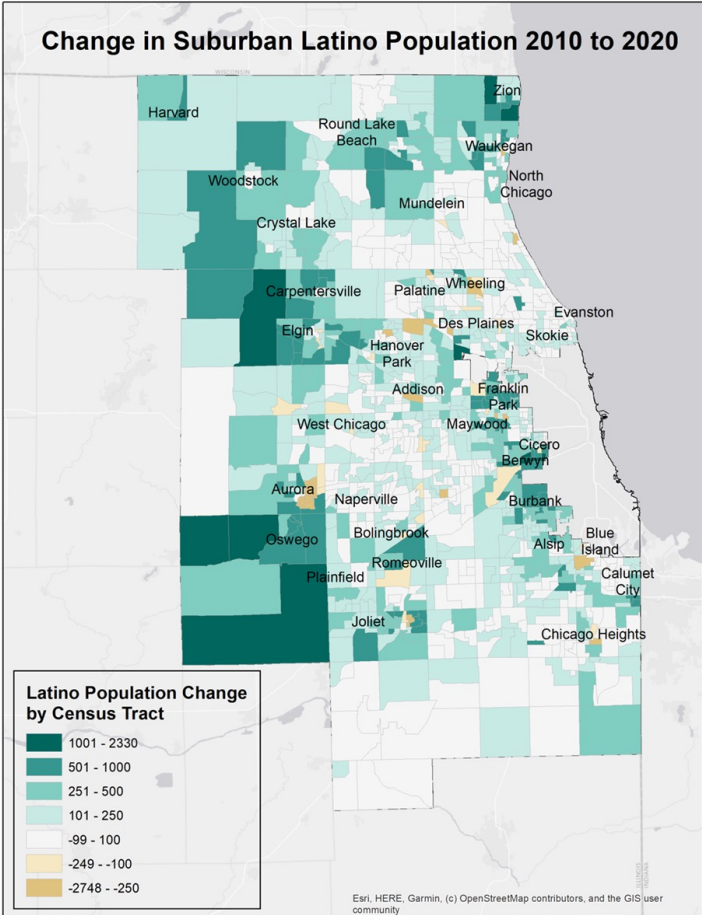 Change in Suburban Latino Population 2010 to 2020
WISCONSIN
Zion
Harvard
Round Lake
Beach
Waukegan
Woodstock
North
Chicago
Mundelein
Crystal Lake
Carpentersville
Palatine
Wheeling
Evanston
Elgin
Des Plaines
Skokie
Hanover
Park
Addison
Franklin
Park
West Chicago
Maywood
Cicero
Berwyn
Aurora
Naperville
Burbank
Oswego
Bolingbrook
Alsip
Blue
Island
Romeoville
Plainfield
Calumet
City
Joliet
Chicago Heights
Latino Population Change
by Census Tract
1001 - 2330
501 - 1000
251 - 500
101 - 250
-99 - 100
-249 - -100
-2748 - -250
ILLINOIS
INDIANA
Esri, HERE, Garmin, (c) OpenStreetMap contributors, and the GIS user
community